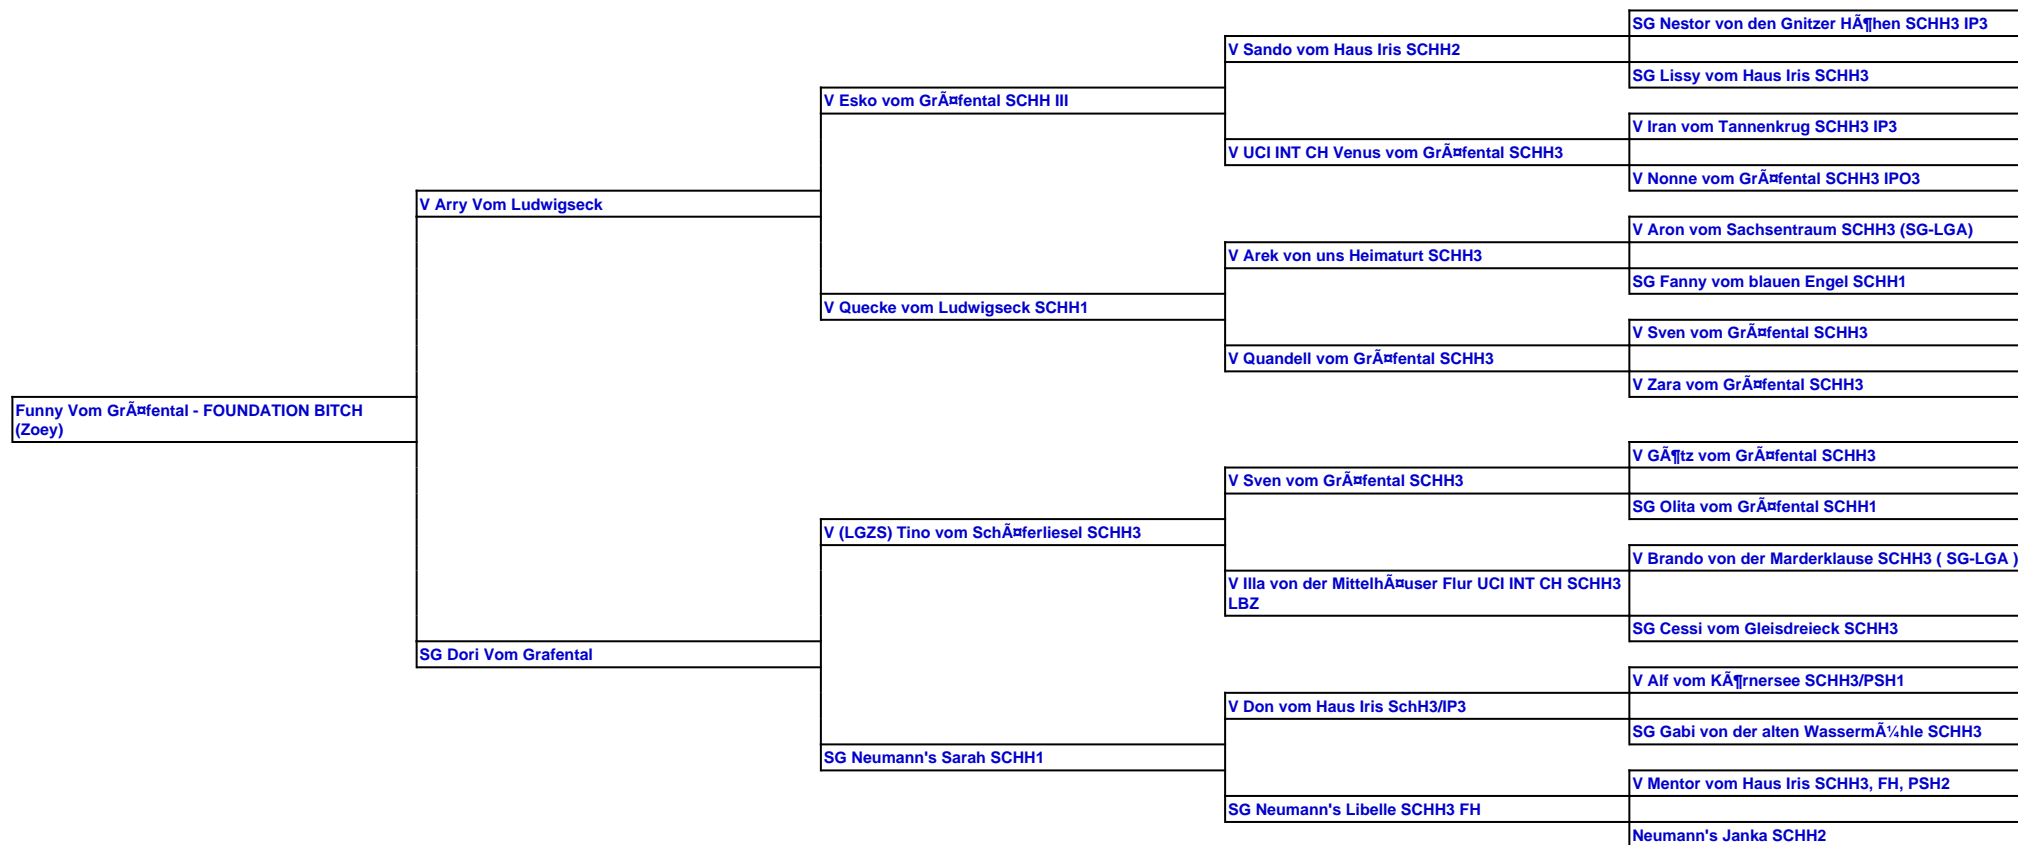 SG Nestor von den Gnitzer HÃ¶hen SCHH3 IP3
V Sando vom Haus Iris SCHH2
SG Lissy vom Haus Iris SCHH3
V Esko vom GrÃ¤fental SCHH III
V Iran vom Tannenkrug SCHH3 IP3
V UCI INT CH Venus vom GrÃ¤fental SCHH3
V Nonne vom GrÃ¤fental SCHH3 IPO3
V Arry Vom Ludwigseck
V Aron vom Sachsentraum SCHH3 (SG-LGA)
V Arek von uns Heimaturt SCHH3
SG Fanny vom blauen Engel SCHH1
V Quecke vom Ludwigseck SCHH1
V Sven vom GrÃ¤fental SCHH3
V Quandell vom GrÃ¤fental SCHH3
V Zara vom GrÃ¤fental SCHH3
Funny Vom GrÃ¤fental - FOUNDATION BITCH
(Zoey)
V GÃ¶tz vom GrÃ¤fental SCHH3
V Sven vom GrÃ¤fental SCHH3
SG Olita vom GrÃ¤fental SCHH1
V (LGZS) Tino vom SchÃ¤ferliesel SCHH3
V Brando von der Marderklause SCHH3 ( SG-LGA )
V Illa von der MittelhÃ¤user Flur UCI INT CH SCHH3
LBZ
SG Cessi vom Gleisdreieck SCHH3
SG Dori Vom Grafental
V Alf vom KÃ¶rnersee SCHH3/PSH1
V Don vom Haus Iris SchH3/IP3
SG Gabi von der alten WassermÃ¼hle SCHH3
SG Neumann's Sarah SCHH1
V Mentor vom Haus Iris SCHH3, FH, PSH2
SG Neumann's Libelle SCHH3 FH
Neumann's Janka SCHH2